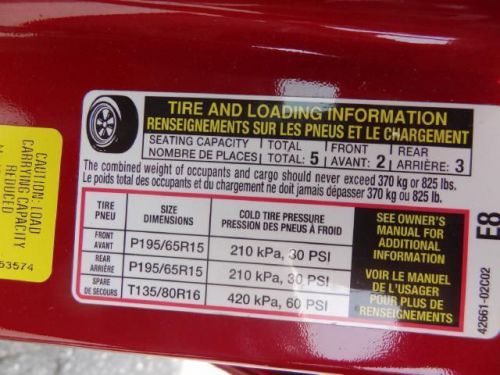 TIRE AND LOADING INFORMATION
RENSEIGNEMENTS SUR LES PNEUS ET LE CHARGEMENT
SEATING CAPACITY TOTAL FRONT REAR
NOMBRE DE PLACES TOTAL: 5 AVANT: 2 ARRIÈRE: 3
The combined weight of occupants and cargo should never exceed 370 kg or 825 lbs.
Le poids total des occupants et du chargement ne doit jamais dépasser 370 kg or 825 lb.
TIRE SIZE COLD TIRE PRESSURE
PNEU DIMENSIONS PRESSION DES PNEUS À FROID
FRONT
AVANT P195/65R15 210 kPa, 30 PSI
REAR
ARRIÈRE P195/65R15 210 kPa, 30 PSI
SPARE
DE SECOURS T135/80R16 420 kPa, 60 PSI
SEE OWNER'S
MANUAL FOR
ADDITIONAL
INFORMATION
VOIR LE MANUEL
DE L'USAGER
POUR PLUS DE
RENSEIGNEMENTS
E8
42661-02C02
CAUTION: LOAD
CARRYING CAPACITY
REDUCED
53574